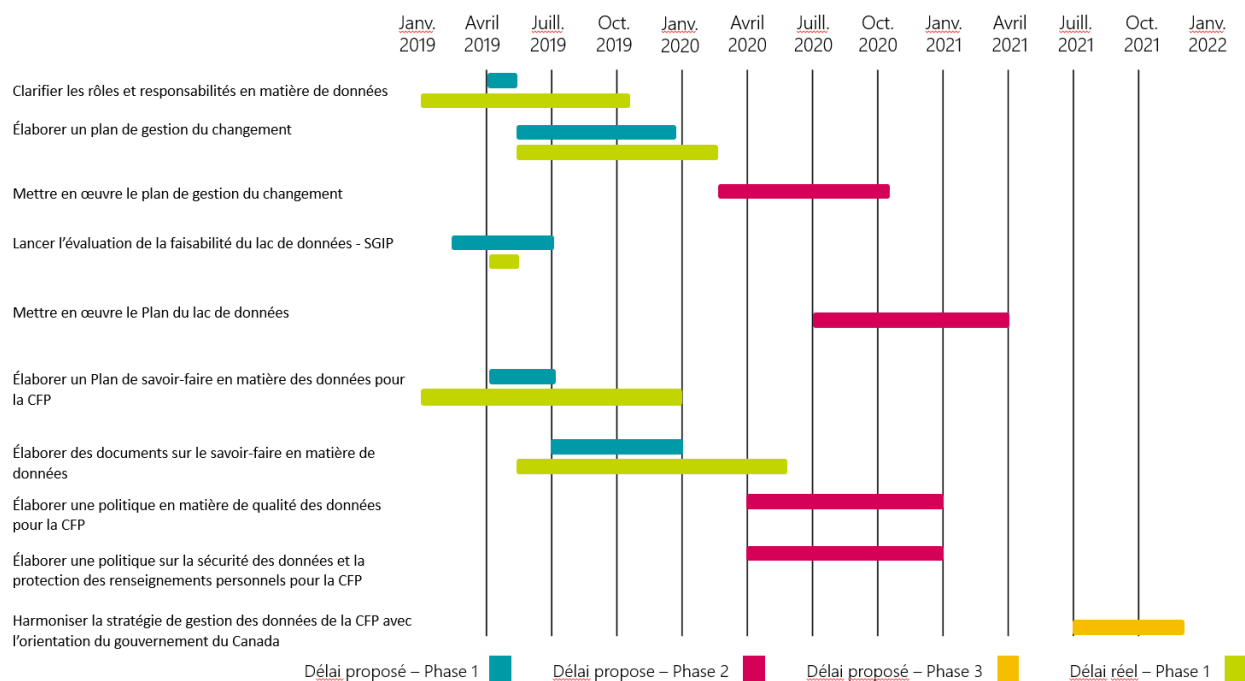 Janv. Avril Juill. Oct. Janv. Avril Juill. Oct. Janv. Avril Juill. Oct. Janv.
2019 2019 2019 2019 2020 2020 2020 2020 2021 2021 2021 2021 2022
Clarifier les rôles et responsabilités en matière de données
Élaborer un plan de gestion du changement
Mettre en œuvre le plan de gestion du changement
Lancer l’évaluation de la faisabilité du lac de données - SGIP
Mettre en œuvre le Plan du lac de données
Élaborer un Plan de savoir-faire en matière des données pour
la CFP
Élaborer des documents sur le savoir-faire en matière de
données
Élaborer une politique en matière de qualité des données
pour la CFP
Élaborer une politique sur la sécurité des données et la
protection des renseignements personnels pour la CFP
Harmoniser la stratégie de gestion des données de la CFP avec
l’orientation du gouvernement du Canada
Délai proposé – Phase 1 Délai propose – Phase 2 Délai proposé – Phase 3 Délai réel – Phase 1